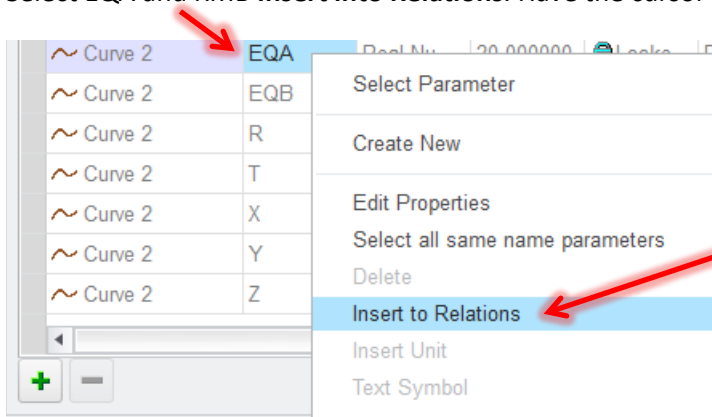 Select EQA and RMB Insert into Relations. Have the cursor
Curve 2 EQA Real Nu 20.000000 Locke
Curve 2 EQB
Curve 2 R
Curve 2 T
Curve 2 X
Curve 2 Y
Curve 2 Z
Select Parameter
Create New
Edit Properties
Select all same name parameters
Delete
Insert to Relations
Insert Unit
Text Symbol